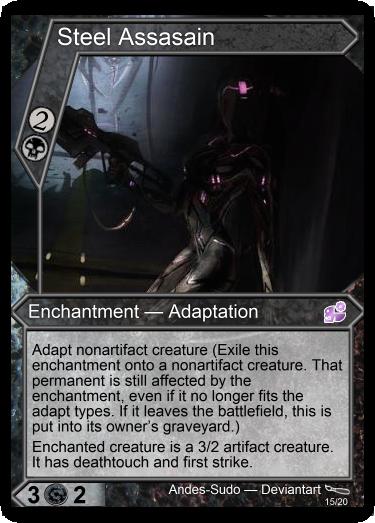 Steel Assasain
2
Enchantment — Adaptation
Adapt nonartifact creature (Exile this
enchantment onto a nonartifact creature. That
permanent is still affected by the
enchantment, even if it no longer fits the
adapt types. If it leaves the battlefield, this is
put into its owner's graveyard.)
Enchanted creature is a 3/2 artifact creature.
It has deathtouch and first strike.
3 2
Andes-Sudo — Deviantart
15/20